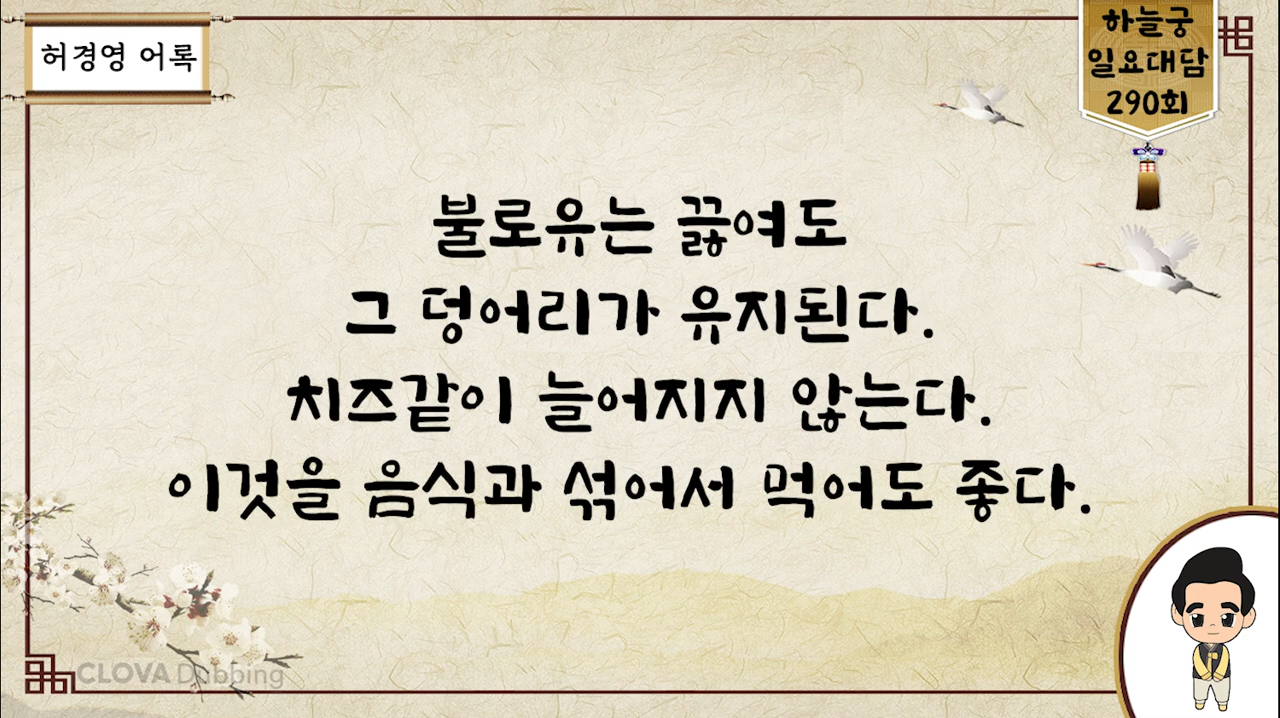 허경영 어록
하늘궁
일요대담
290회
불로유는 끓여도
그 덩어리가 유지된다.
치즈같이 늘어지지 않는다.
이것을 음식과 섞어서 먹어도 좋다.
CLOVA Dubbing